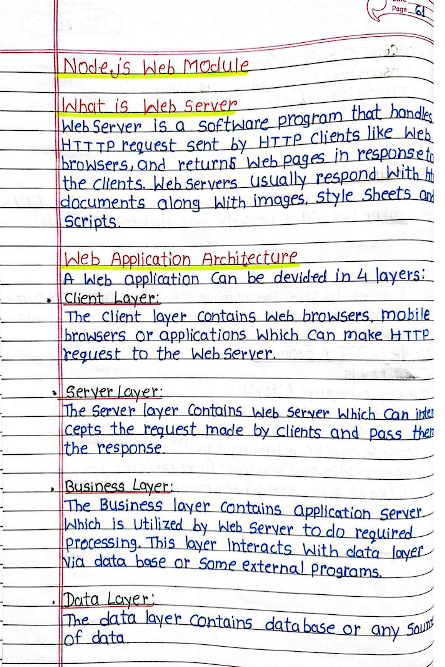 Page 61
Node.js Web Module
What is Web Server
Web Server is a software program that handles
HTTTP request sent by HTTP clients like Web
browsers, and returns Web pages in response to
the clients. Web Servers usually respond With
documents along With images, style Sheets and
Scripts.
Web Application Architecture
A Web application Can be devided in 4 layers:
• Client Layer:
The Client layer Contains Web browsers, mobile
browsers or applications Which Can make HTTP
request to the Web Server.
• Server Layer:
The Server layer Contains Web Server Which Can inter
cepts the request made by Clients and pass them
the response.
• Business Layer:
The Business layer Contains application Server
Which is Utilized by Web Server to do required
Processing. This layer interacts With data layer
Via data base or Some external Programs.
• Data Layer:
The data layer Contains database or any Sour
of data.